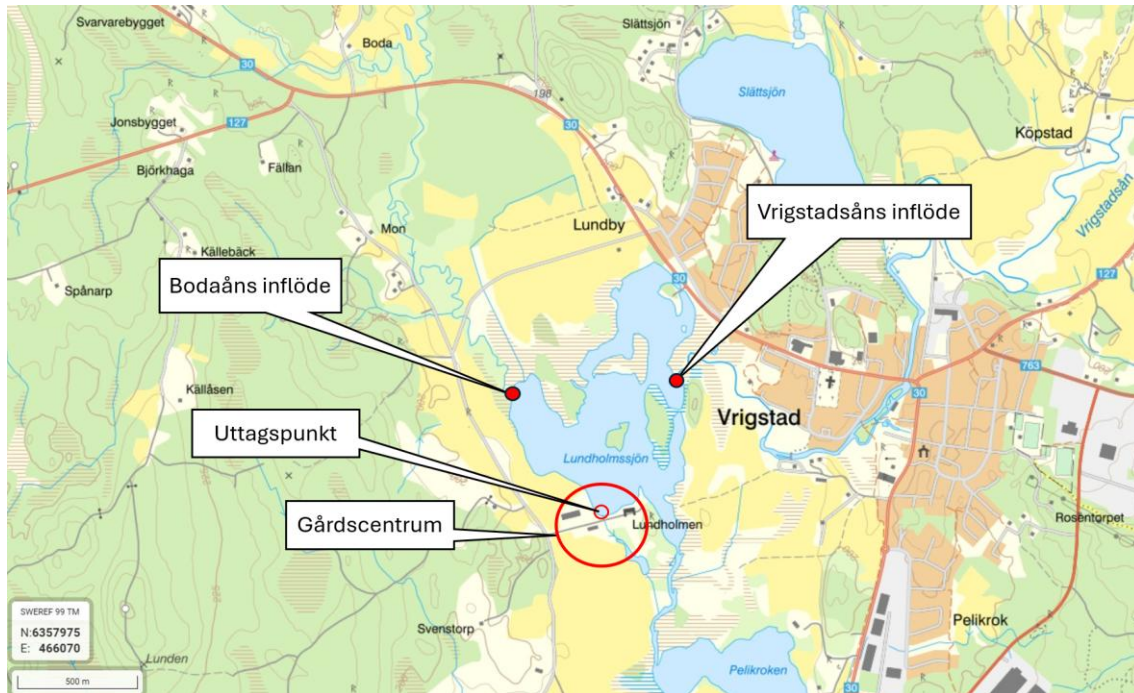 Svarvarebygget
Boda
Slättsjön
30
198
Slättsjön
Jonsbygget
127
30
Köpstad
Björkhaga
Fällan
Vrigstadsåns inflöde
Mon
Lundby
Vrigstadsån
Källebäck
Bodaåns inflöde
30
127
Spånarp
763
Källåsen
30
Vrigstad
Uttagspunkt
Lundholmssjön
Gårdscentrum
Lundholmen
Rosentorpet
SWEREF 99 TM
N:6357975
E: 466070
Svenstorp
Pelikrok
Lunden
Pelikroken
500 m
30